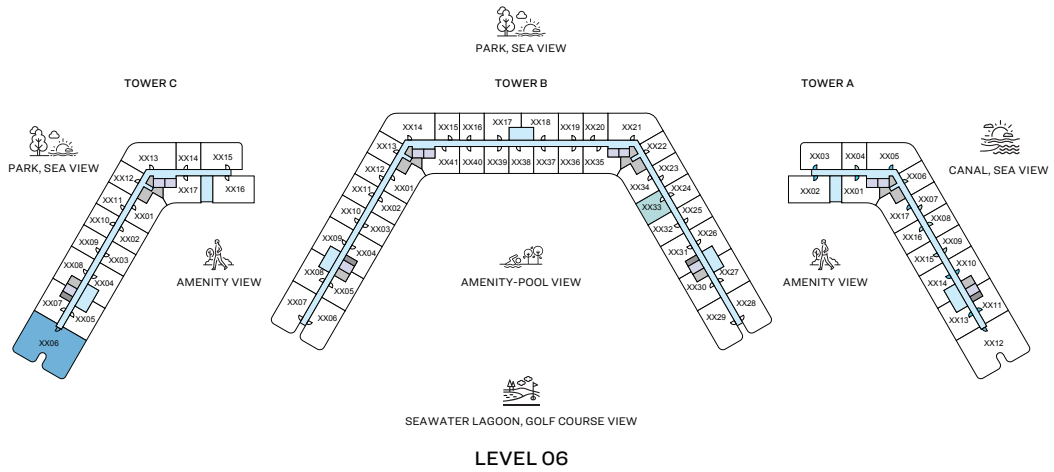 PARK, SEA VIEW
TOWER C
TOWER B
TOWER A
PARK, SEA VIEW
CANAL, SEA VIEW
XX13
XX14
XX15
XX12
XX17
XX16
XX11
XX01
XX10
XX02
XX09
XX03
XX08
XX04
XX07
XX05
XX06
AMENITY VIEW
XX14
XX15
XX16
XX17
XX18
XX19
XX20
XX21
XX13
XX41
XX40
XX39
XX38
XX37
XX36
XX35
XX22
XX12
XX01
XX34
XX23
XX11
XX02
XX33
XX24
XX10
XX03
XX32
XX25
XX09
XX04
XX31
XX26
XX08
XX05
XX30
XX27
XX07
XX06
XX29
XX28
AMENITY-POOL VIEW
XX03
XX04
XX05
XX02
XX01
XX06
XX17
XX07
XX16
XX08
XX15
XX09
XX14
XX10
XX13
XX11
XX12
AMENITY VIEW
SEAWATER LAGOON, GOLF COURSE VIEW
LEVEL 06